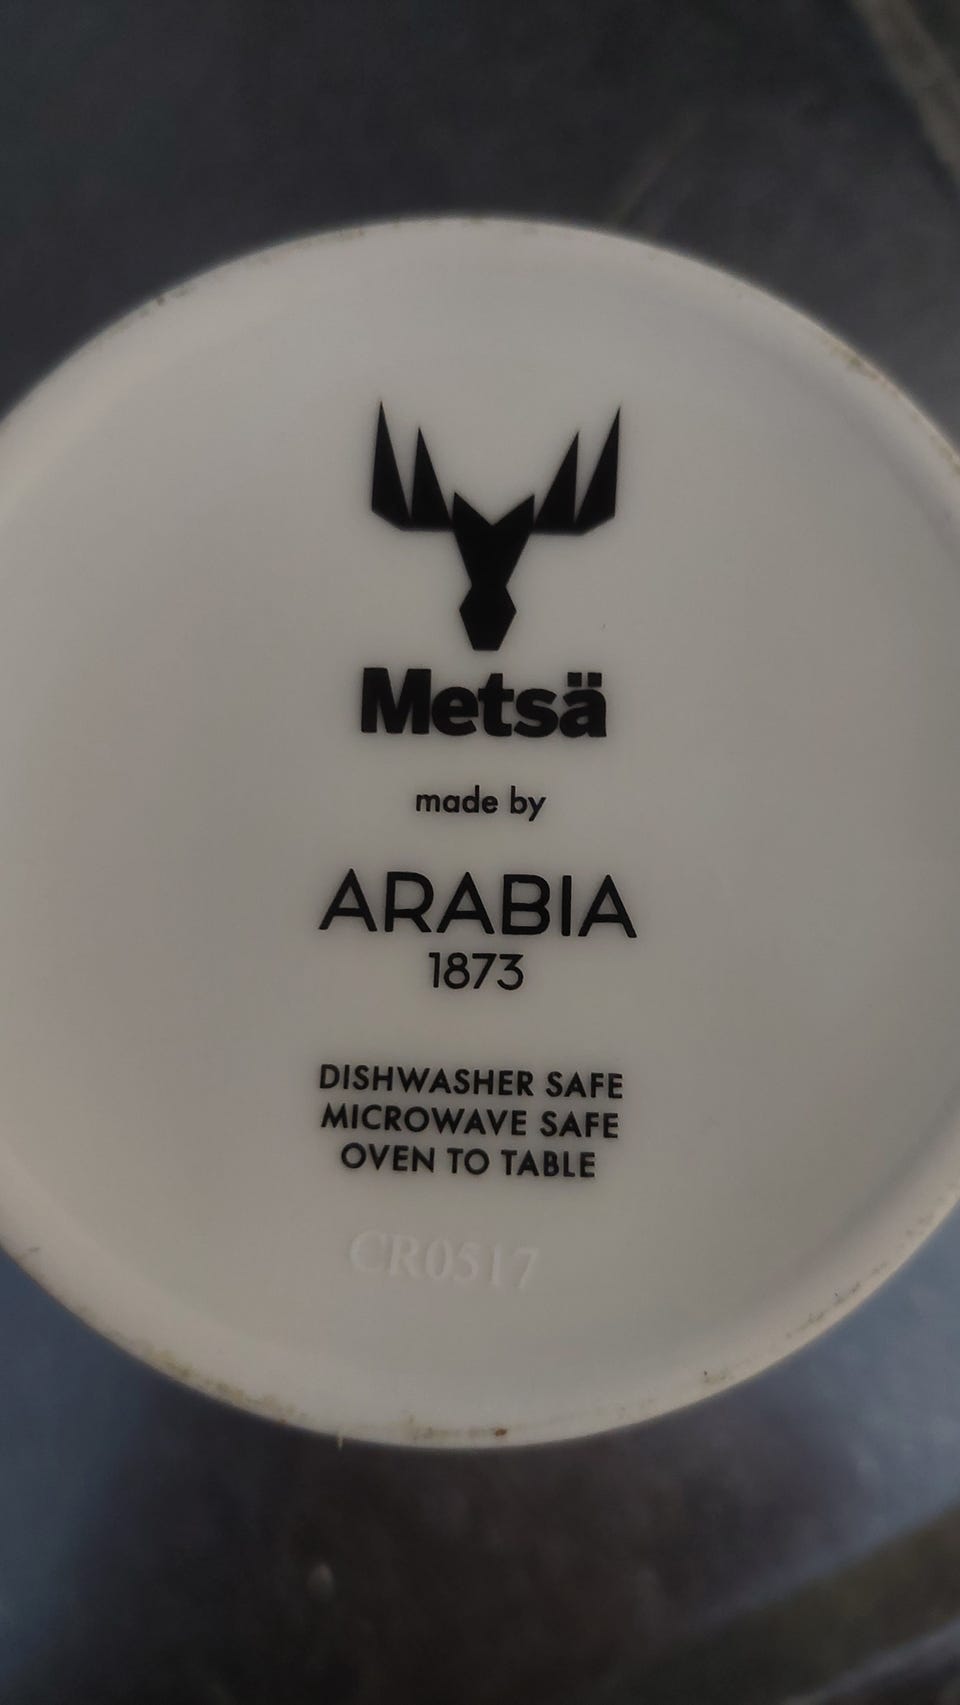 Metsä
made by
ARABIA
1873
DISHWASHER SAFE
MICROWAVE SAFE
OVEN TO TABLE
CR0517